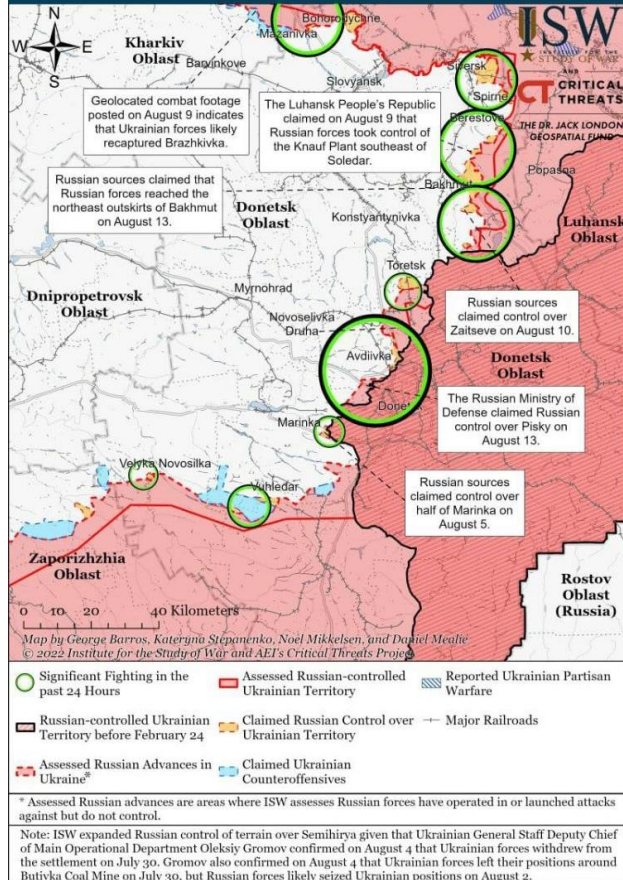 Bohorodychne
Mazanivka
Kharkiv
Oblast
Barvinkove
Slovyansk
N
W
E
S
ISW
INSTITUTE FOR THE
STUDY OF WAR
AND
CT CRITICAL
THREATS
THE DR. JACK LONDON
GEOSPATIAL FUND
Siversk
Spirne
Berestove
Geolocated combat footage
posted on August 9 indicates
that Ukrainian forces likely
recaptured Brazhkivka.
The Luhansk People's Republic
claimed on August 9 that
Russian forces took control of
the Knauf Plant southeast of
Soledar.
Russian sources claimed that
Russian forces reached the
northeast outskirts of Bakhmut
on August 13.
Bakhmut
Popasna
Donetsk
Oblast
Konstyantynivka
Luhansk
Oblast
Toretsk
Dnipropetrovsk
Oblast
Myrnohrad
Novoselivka
Druha
Russian sources
claimed control over
Zaitseve on August 10.
Avdiivka
Donetsk
Oblast
Donetsk
The Russian Ministry of
Defense claimed Russian
control over Pisky on
August 13.
Marinka
Velyka Novosilka
Vuhledar
Russian sources
claimed control over
half of Marinka on
August 5.
Zaporizhzhia
Oblast
Rostov
Oblast
(Russia)
0 10 20 40 Kilometers
Map by George Barros, Kateryna Stepanenko, Noel Mikkelsen, and Daniel Mealie
© 2022 Institute for the Study of War and AEI's Critical Threats Project
Significant Fighting in the
past 24 Hours
Assessed Russian-controlled
Ukrainian Territory
Reported Ukrainian Partisan
Warfare
Russian-controlled Ukrainian
Territory before February 24
Claimed Russian Control over
Ukrainian Territory
Major Railroads
Assessed Russian Advances in
Ukraine*
Claimed Ukrainian
Counteroffensives
* Assessed Russian advances are areas where ISW assesses Russian forces have operated in or launched attacks
against but do not control.
Note: ISW expanded Russian control of terrain over Semihirya given that Ukrainian General Staff Deputy Chief
of Main Operational Department Oleksiy Gromov confirmed on August 4 that Ukrainian forces withdrew from
the settlement on July 30. Gromov also confirmed on August 4 that Ukrainian forces left their positions around
Butivka Coal Mine on July 30, but Russian forces likely seized Ukrainian positions on August 2.